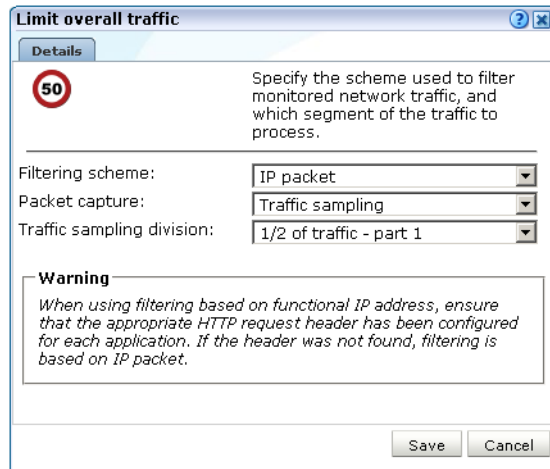 Limit overall traffic
?
Details
50
Specify the scheme used to filter
monitored network traffic, and
which segment of the traffic to
process.
Filtering scheme: IP packet
Packet capture: Traffic sampling
Traffic sampling division: 1/2 of traffic - part 1
Warning
When using filtering based on functional IP address, ensure
that the appropriate HTTP request header has been configured
for each application. If the header was not found, filtering is
based on IP packet.
Save Cancel